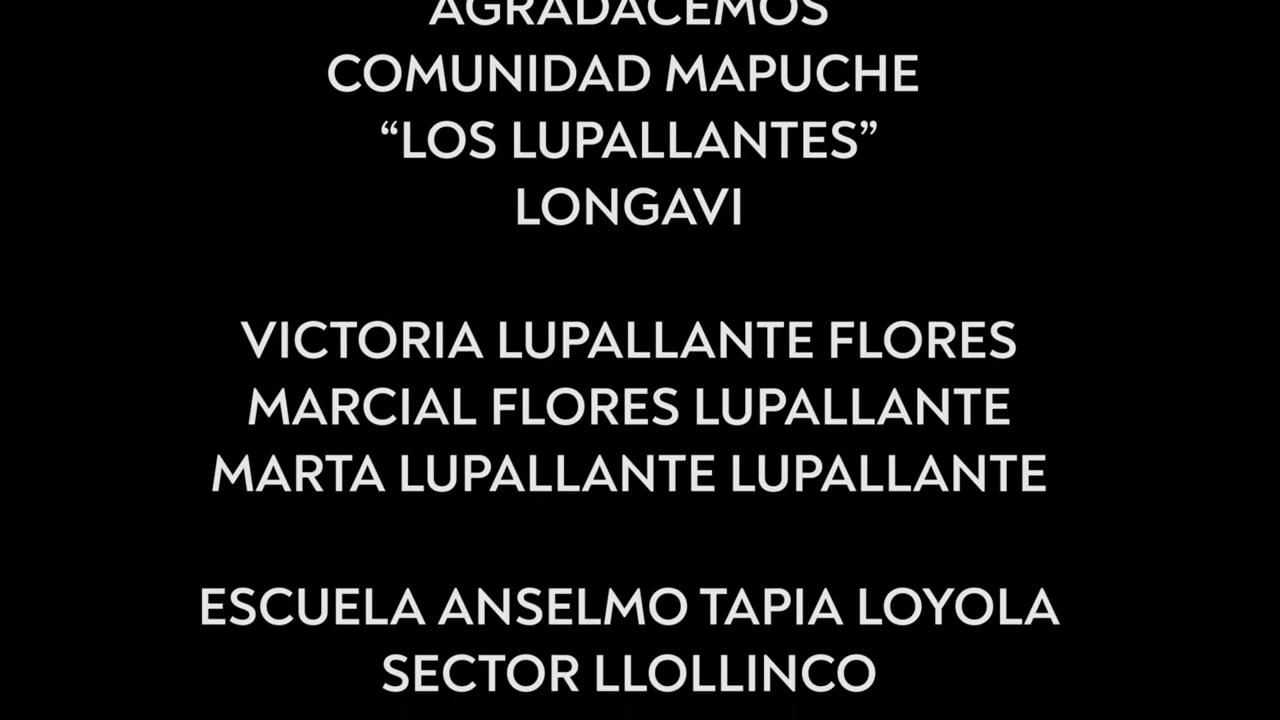 AGRADACEMOS
COMUNIDAD MAPUCHE
“LOS LUPALLANTES”
LONGAVI
VICTORIA LUPALLANTE FLORES
MARCIAL FLORES LUPALLANTE
MARTA LUPALLANTE LUPALLANTE
ESCUELA ANSELMO TAPIA LOYOLA
SECTOR LLOLLINCO